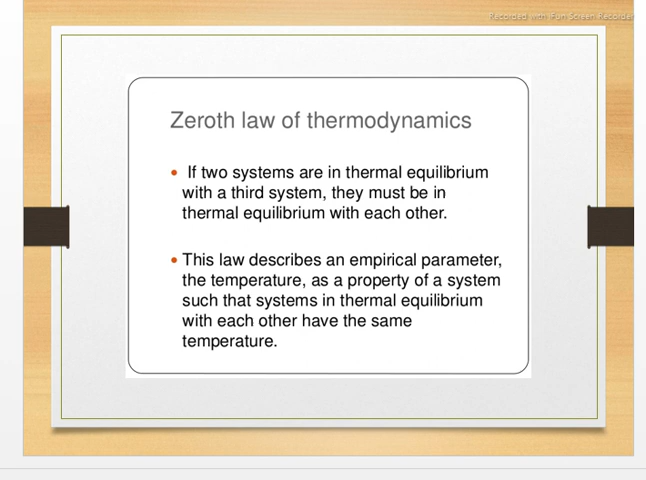 Recorded with Fun Screen Recorder
Zeroth law of thermodynamics
• If two systems are in thermal equilibrium
with a third system, they must be in
thermal equilibrium with each other.
• This law describes an empirical parameter,
the temperature, as a property of a system
such that systems in thermal equilibrium
with each other have the same
temperature.